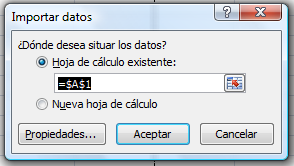 Importar datos
¿Dónde desea situar los datos?
Hoja de cálculo existente:
=$A$1
Nueva hoja de cálculo
Propiedades... Aceptar Cancelar